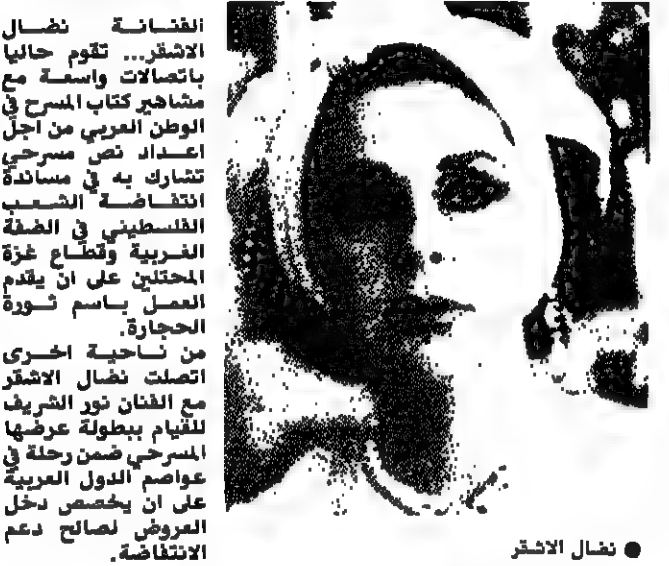 الفنانة نضال
الاشقر... تقوم حاليا
باتصالات واسعة مع
مشاهير كتاب المسرح في
الوطن العربي من اجل
اعداد نص مسرحي
تشارك به في مساندة
انتفاضة الشعب
الفلسطيني في الضفة
الغربية وقطاع غزة
المحتلين على ان يقدم
العمل باسم ثورة
الحجارة.
من ناحية اخرى
اتصلت نضال الاشقر
مع الفنان نور الشريف
للقيام ببطولة عرضها
المسرحي ضمن رحلة في
عواصم الدول العربية
على ان يخصص دخل
العروض لصالح دعم
الانتفاضة.
● نضال الاشقر